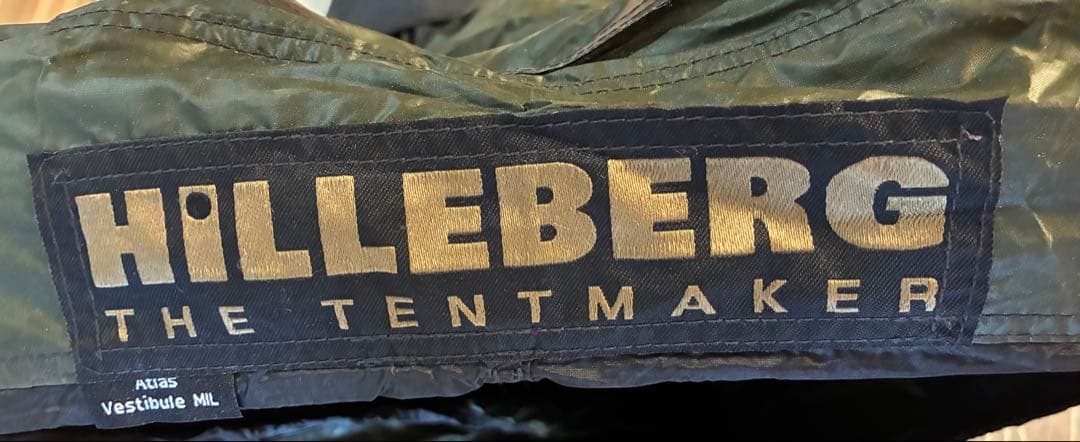 HiLLEBERG
THE TENTMAKER
Atlas
Vestibule MIL